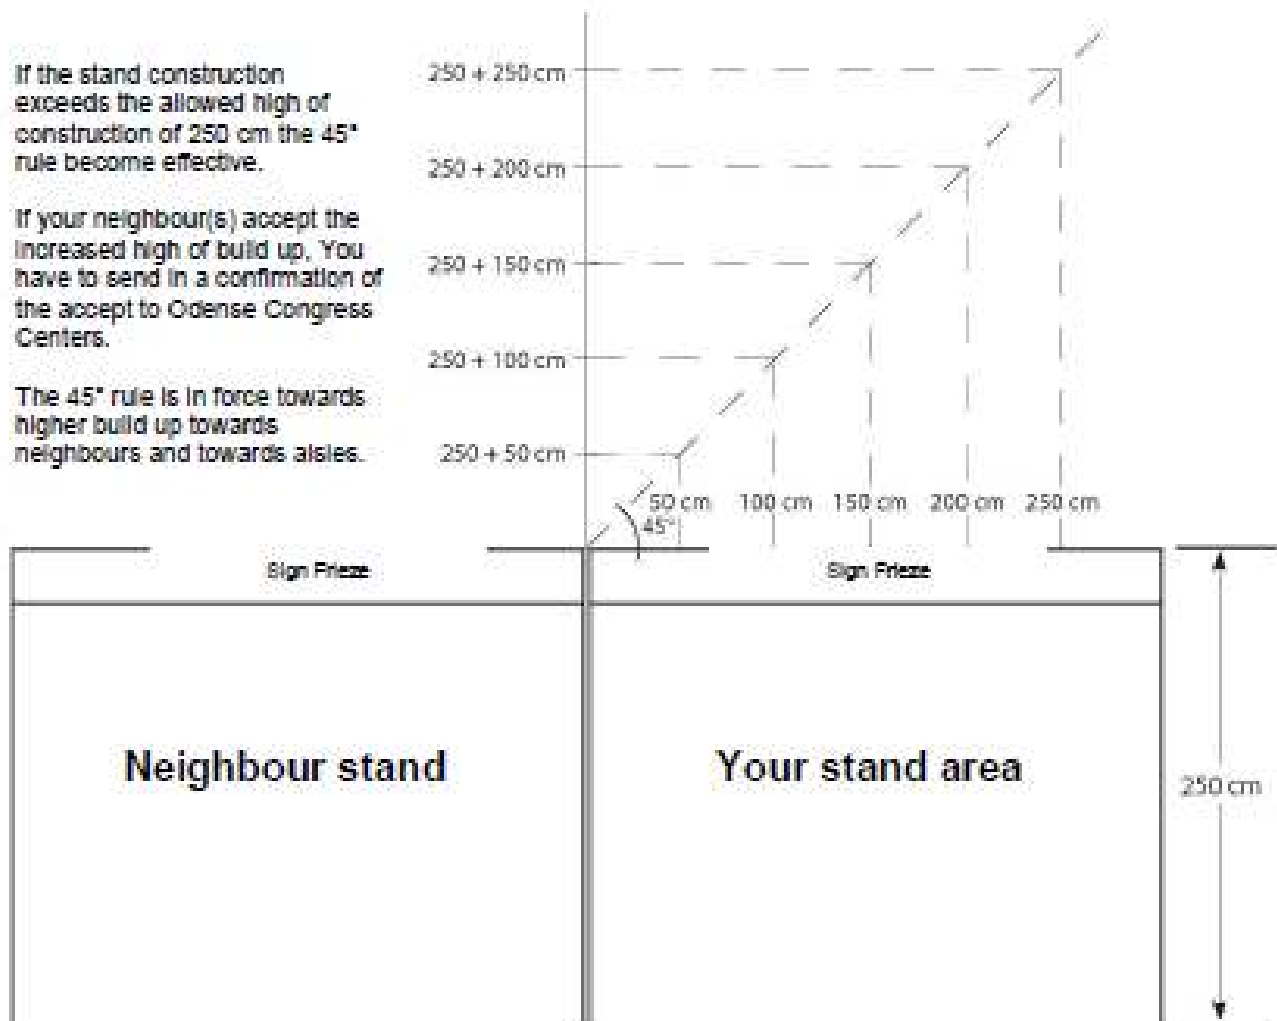 If the stand construction
exceeds the allowed high of
construction of 250 cm the 45°
rule become effective.
If your neighbour(s) accept the
increased high of build up. You
have to send in a confirmation of
the accept to Odense Congress
Centers.
The 45° rule is in force towards
higher build up towards
neighbours and towards aisles.
250 + 250 cm
250 + 200 cm
250 + 150 cm
250 + 100 cm
250 + 50 cm
50 cm 100 cm 150 cm 200 cm 250 cm
45°
Sign Frieze
Sign Frieze
Neighbour stand
Your stand area
250 cm